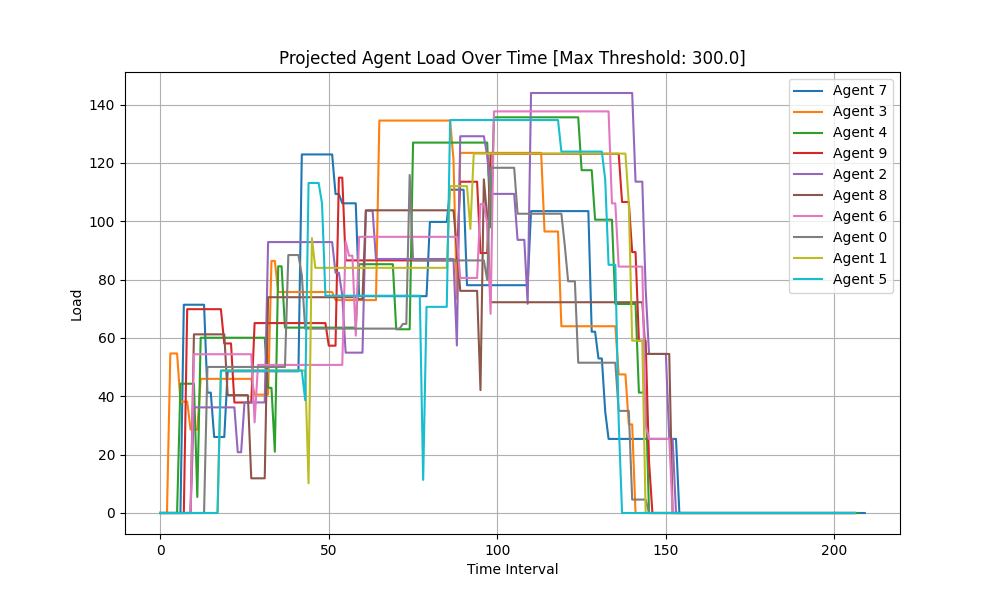 Projected Agent Load Over Time [Max Threshold: 300.0]
Load
140
120
100
80
60
40
20
0
0
50
100
150
200
Time Interval
Agent 7
Agent 3
Agent 4
Agent 9
Agent 2
Agent 8
Agent 6
Agent 0
Agent 1
Agent 5